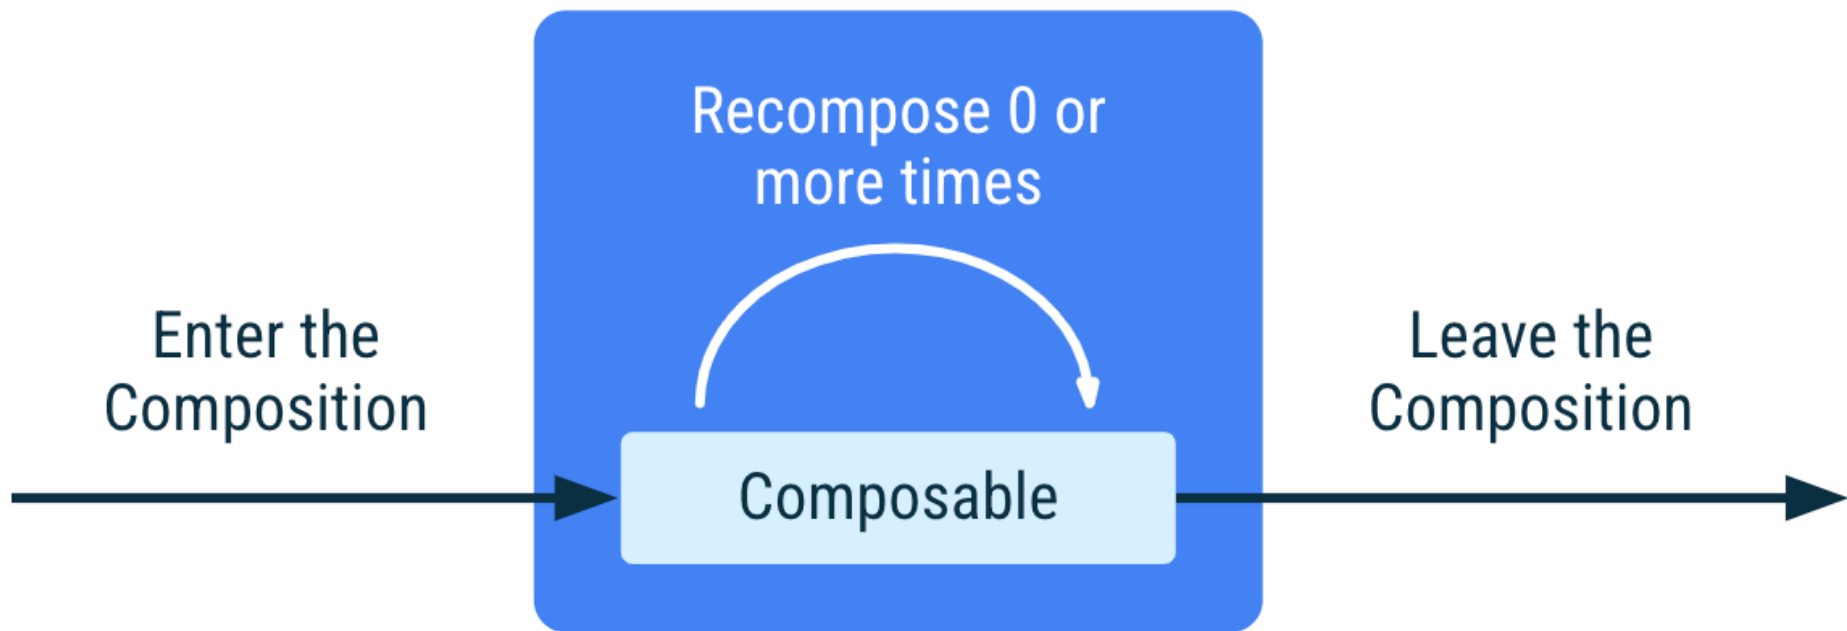 Recompose 0 or
more times
Enter the
Composition
Composable
Leave the
Composition